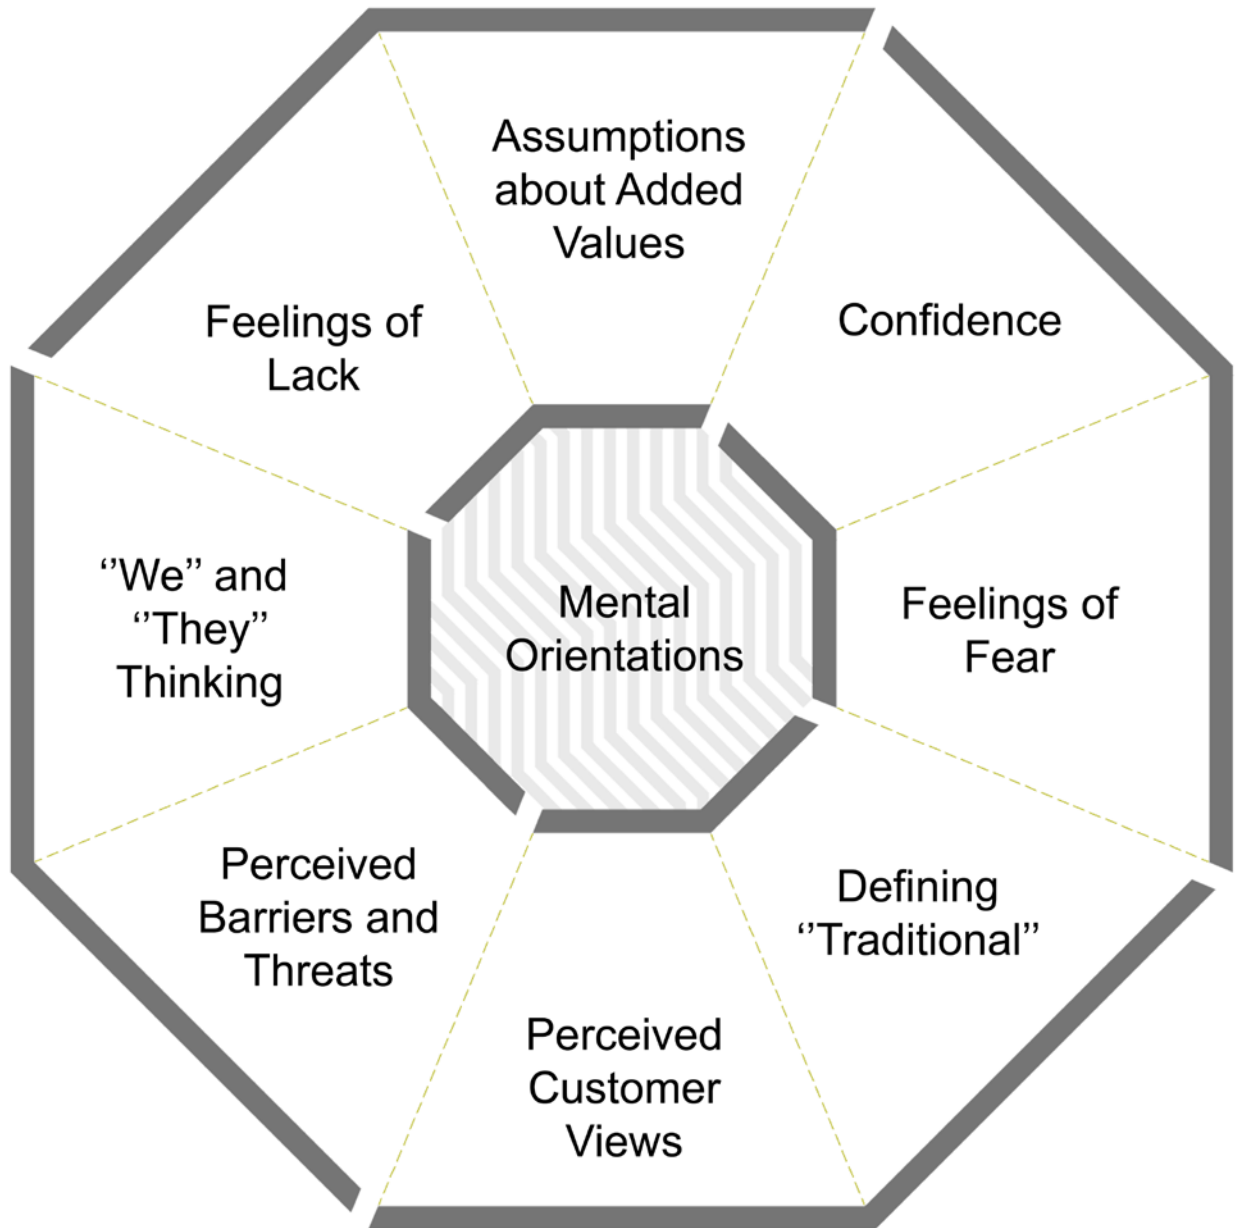 Assumptions
about Added
Values
Confidence
Feelings of
Fear
Defining
‘’Traditional’’
Perceived
Customer
Views
Perceived
Barriers and
Threats
‘’We’’ and
‘’They’’
Thinking
Feelings of
Lack
Mental
Orientations